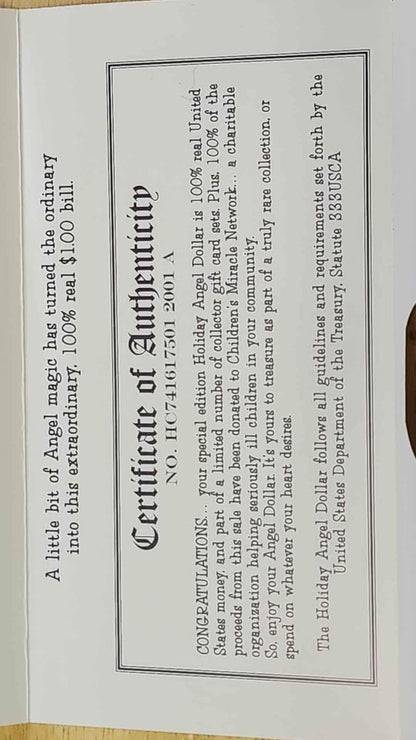 A little bit of Angel magic has turned the ordinary
into this extraordinary, 100% real $1.00 bill.
Certificate of Authenticity
NO. HC741617501 2001 A
CONGRATULATIONS... your special edition Holiday Angel Dollar is 100% real United
States money, and part of a limited number of collector gift card sets. Plus, 100% of the
proceeds from this sale have been donated to Children's Miracle Network... a charitable
organization helping seriously ill children in your community.
So, enjoy your Angel Dollar. It's yours to treasure as part of a truly rare collection, or
spend on whatever your heart desires.
The Holiday Angel Dollar follows all guidelines and requirements set forth by the
United States Department of the Treasury, Statute 333USCA